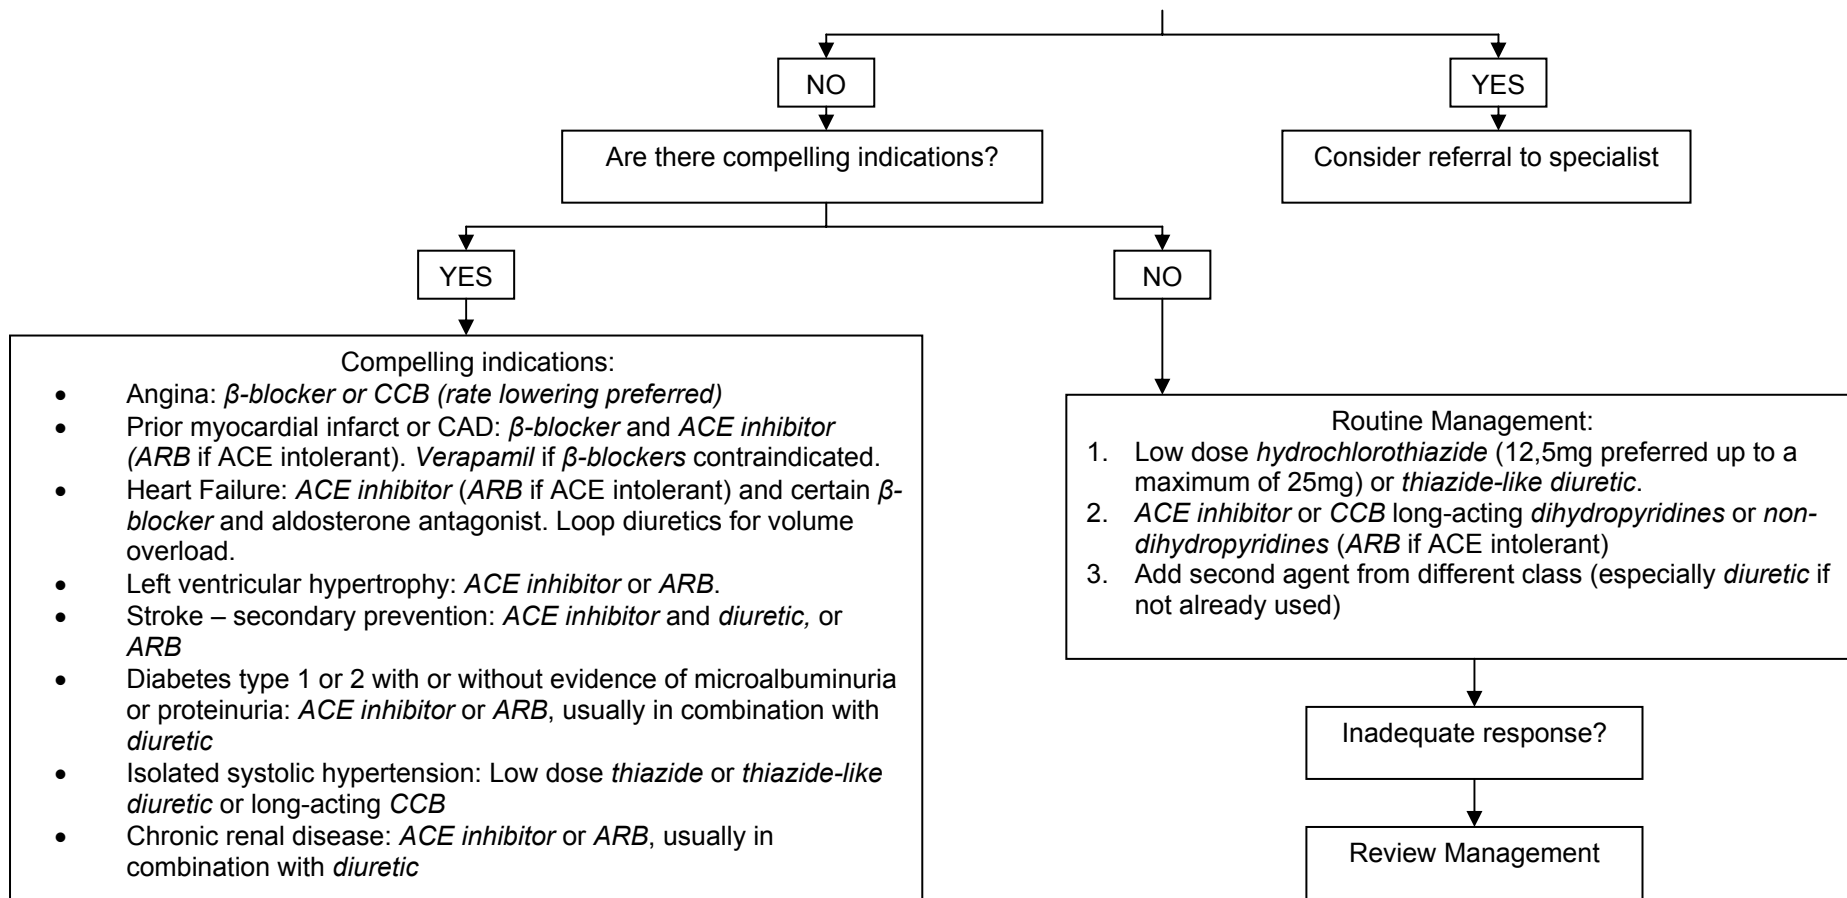 NO
YES
Are there compelling indications?
Consider referral to specialist
YES
NO
Compelling indications:
• Angina: β-blocker or CCB (rate lowering preferred)
• Prior myocardial infarct or CAD: β-blocker and ACE inhibitor
(ARB if ACE intolerant). Verapamil if β-blockers contraindicated.
• Heart Failure: ACE inhibitor (ARB if ACE intolerant) and certain β-
blocker and aldosterone antagonist. Loop diuretics for volume
overload.
• Left ventricular hypertrophy: ACE inhibitor or ARB.
• Stroke – secondary prevention: ACE inhibitor and diuretic, or
ARB
• Diabetes type 1 or 2 with or without evidence of microalbuminuria
or proteinuria: ACE inhibitor or ARB, usually in combination with
diuretic
• Isolated systolic hypertension: Low dose thiazide or thiazide-like
diuretic or long-acting CCB
• Chronic renal disease: ACE inhibitor or ARB, usually in
combination with diuretic
Routine Management:
1. Low dose hydrochlorothiazide (12,5mg preferred up to a
maximum of 25mg) or thiazide-like diuretic.
2. ACE inhibitor or CCB long-acting dihydropyridines or non-
dihydropyridines (ARB if ACE intolerant)
3. Add second agent from different class (especially diuretic if
not already used)
Inadequate response?
Review Management